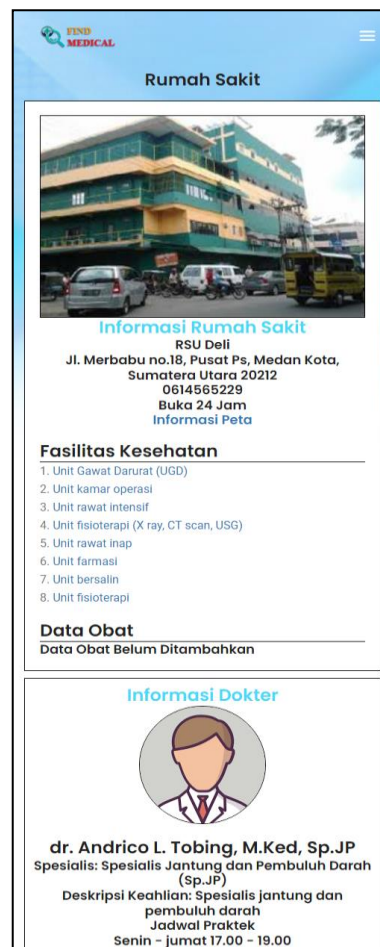 FIND
MEDICAL
Rumah Sakit
Informasi Rumah Sakit
RSU Deli
Jl. Merbabu no.18, Pusat Ps, Medan Kota,
Sumatera Utara 20212
0614565229
Buka 24 Jam
Informasi Peta
Fasilitas Kesehatan
1. Unit Gawat Darurat (UGD)
2. Unit kamar operasi
3. Unit rawat intensif
4. Unit fisioterapi (X ray, CT scan, USG)
5. Unit rawat inap
6. Unit farmasi
7. Unit bersalin
8. Unit fisioterapi
Data Obat
Data Obat Belum Ditambahkan
Informasi Dokter
dr. Andrico L. Tobing, M.Ked, Sp.JP
Spesialis: Spesialis Jantung dan Pembuluh Darah
(Sp.JP)
Deskripsi Keahlian: Spesialis jantung dan
pembuluh darah
Jadwal Praktek
Senin - jumat 17.00 - 19.00